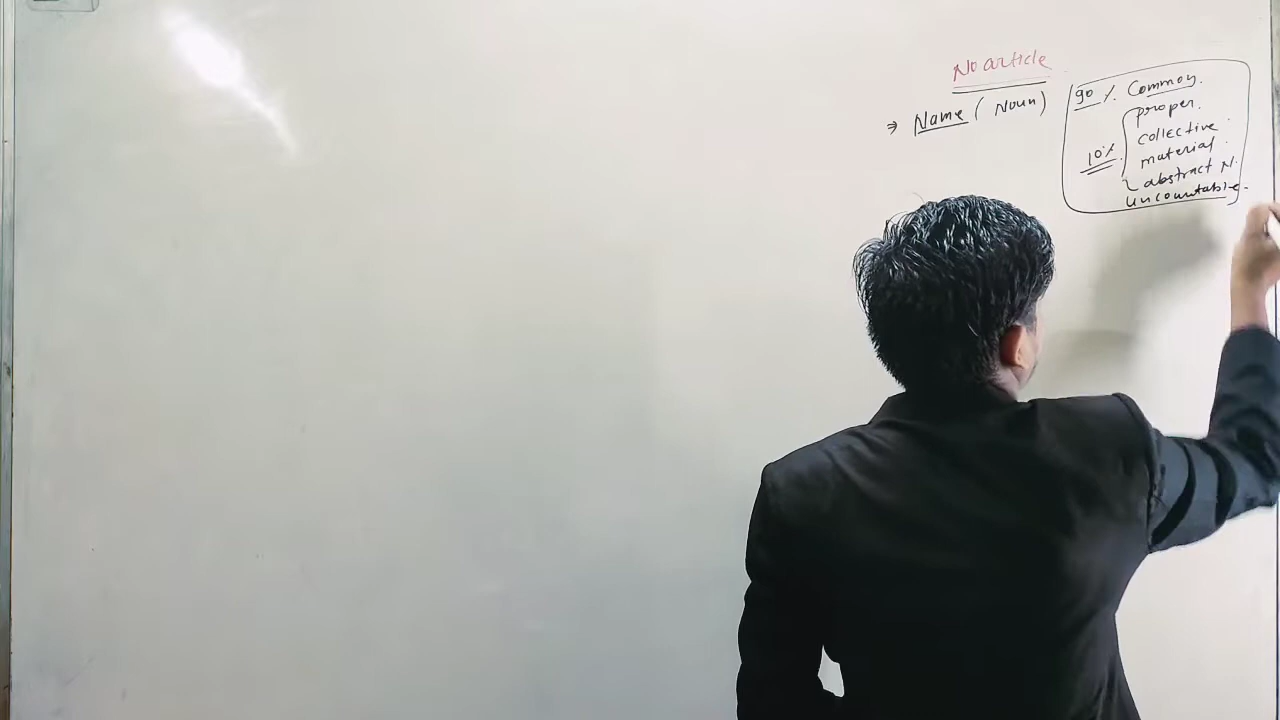 No article
⇒ Name (Noun)
90 %. Common.
proper.
collective.
10% material.
abstract N.
uncountable.